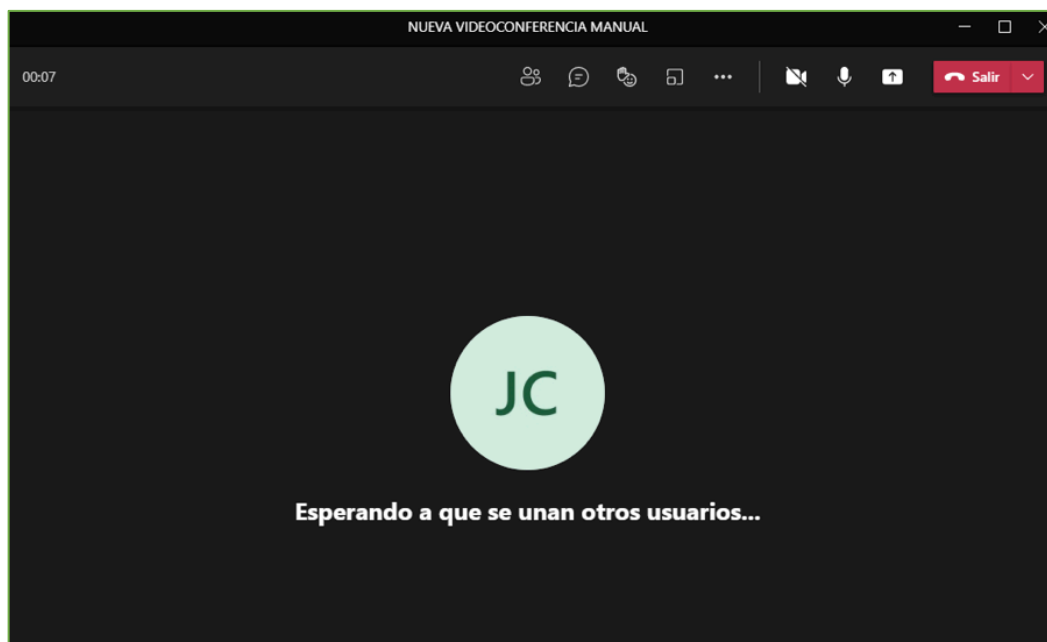 NUEVA VIDEOCONFERENCIA MANUAL
00:07
Salir
JC
Esperando a que se unan otros usuarios...